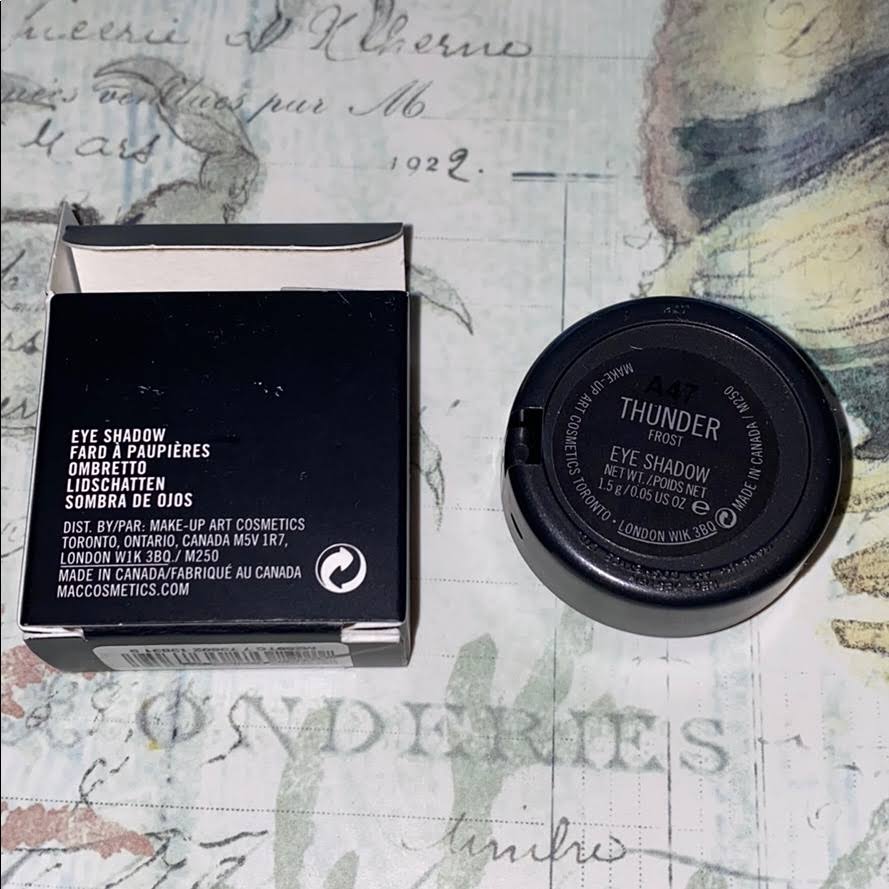 1922.
EYE SHADOW
FARD À PAUPIÈRES
OMBRETTO
LIDSCHATTEN
SOMBRA DE OJOS
DIST. BY/PAR: MAKE-UP ART COSMETICS
TORONTO, ONTARIO, CANADA M5V 1R7,
LONDON W1K 3BQ./ M250
MADE IN CANADA/FABRIQUÉ AU CANADA
MACCOSMETICS.COM
A47
THUNDER
FROST
EYE SHADOW
NET WT./POIDS NET
1.5 g/0.05 US OZ e
MAKE-UP ART COSMETICS TORONTO • LONDON W1K 3BQ
MADE IN CANADA / M250
ONDERIES